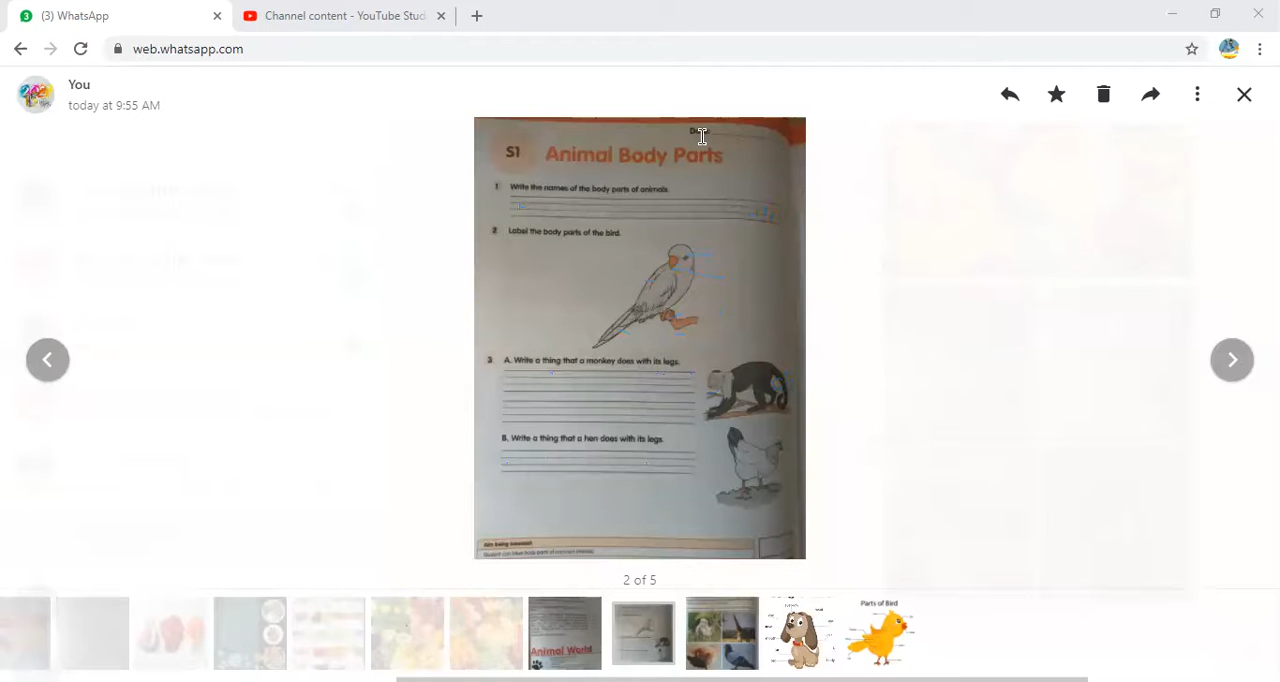 (3) WhatsApp
Channel content - YouTube Stud
web.whatsapp.com
You
today at 9:55 AM
S1
Animal Body Parts
1 Write the names of the body parts of animals.
2 Label the body parts of the bird.
3 A. Write a thing that a monkey does with its legs.
B. Write a thing that a hen does with its legs.
Aim being assessed:
2 of 5
Animal World
Parts of Bird